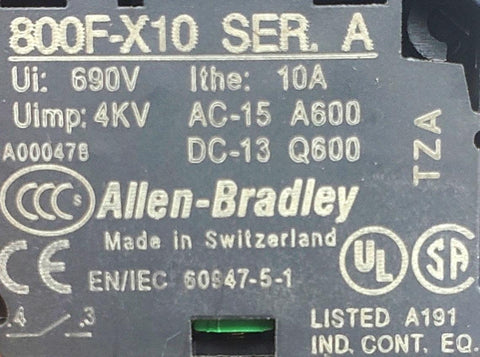 800F-X10 SER. A
Ui: 690V Ithe: 10A
Uimp: 4KV AC-15 A600
A000478 DC-13 Q600
TZA
CCC S Allen-Bradley
Made in Switzerland
CE EN/IEC 60947-5-1 UL SA
.4 .3 LISTED A191
IND. CONT. EQ.